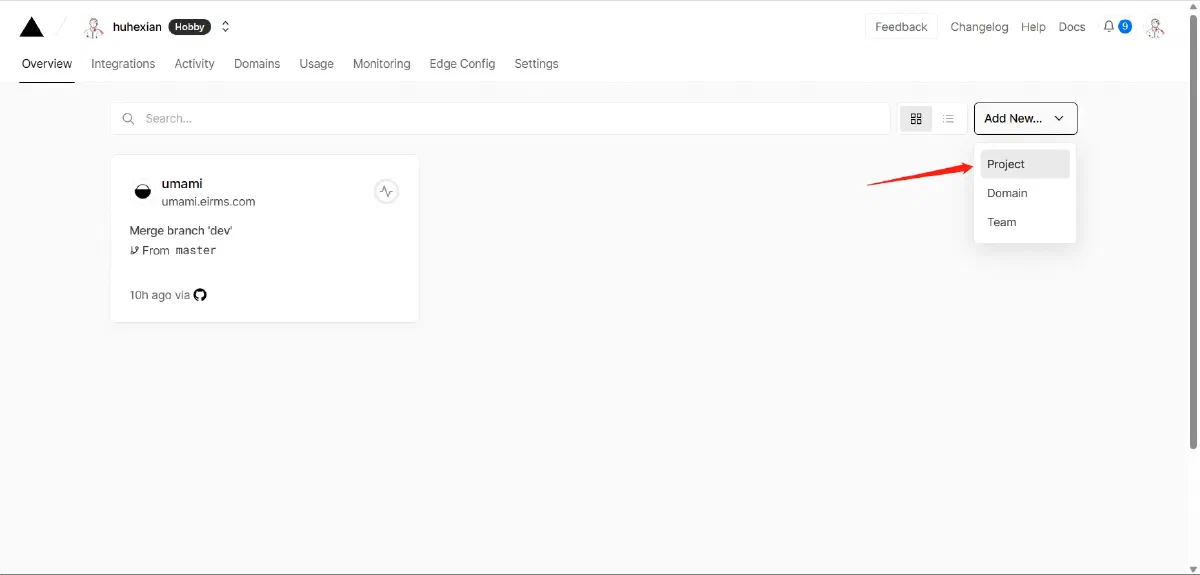 huhexian Hobby Feedback Changelog Help Docs 9
Overview Integrations Activity Domains Usage Monitoring Edge Config Settings
Search... Add New...
Project
Domain
Team
umami
umami.eirms.com
Merge branch 'dev'
From master
10h ago via